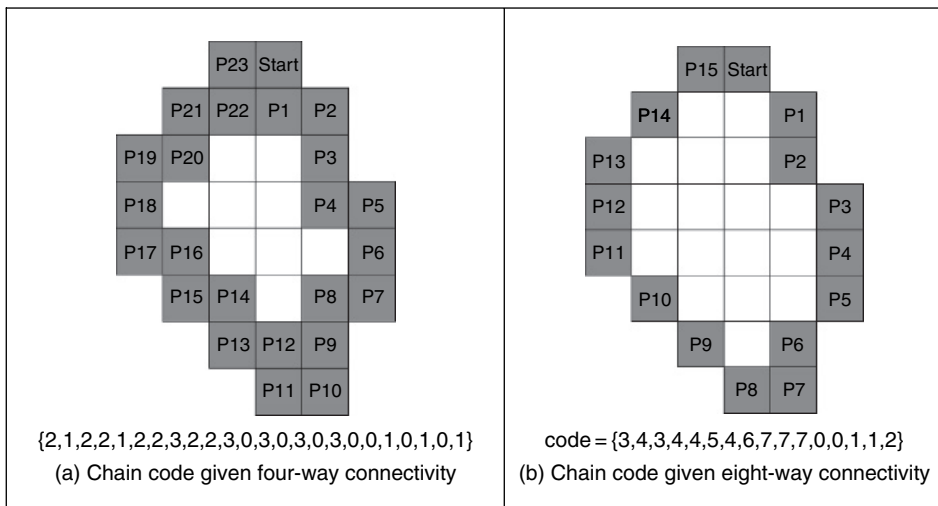 P23 Start
P21 P22 P1 P2
P19 P20 P3
P18 P4 P5
P17 P16 P6
P15 P14 P8 P7
P13 P12 P9
P11 P10
{2,1,2,2,1,2,2,3,2,2,3,0,3,0,3,0,3,0,0,1,0,1,0,1}
(a) Chain code given four-way connectivity
P15 Start
P14 P1
P13 P2
P12 P3
P11 P4
P10 P5
P9 P6
P8 P7
code = {3,4,3,4,4,5,4,6,7,7,7,0,0,1,1,2}
(b) Chain code given eight-way connectivity